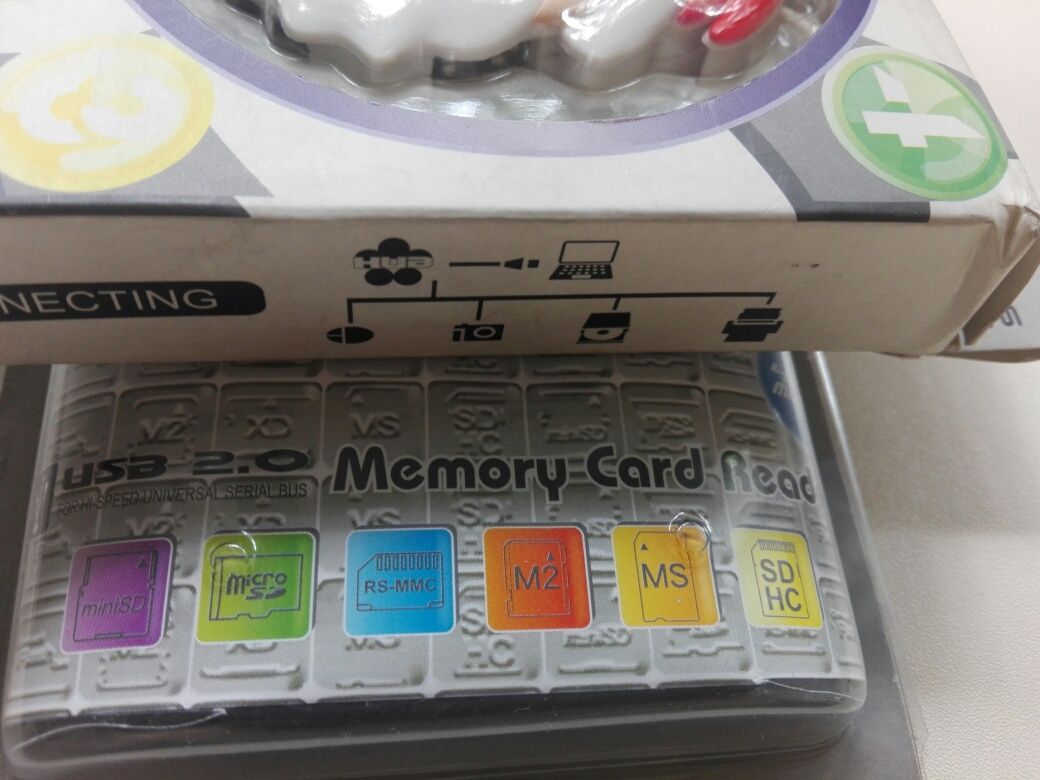 HUB
NECTING
USB 2.0 Memory Card Read
FOR HI-SPEED UNIVERSAL SERIAL BUS
miniSD
micro SD
RS-MMC
M2
MS
SD
HC